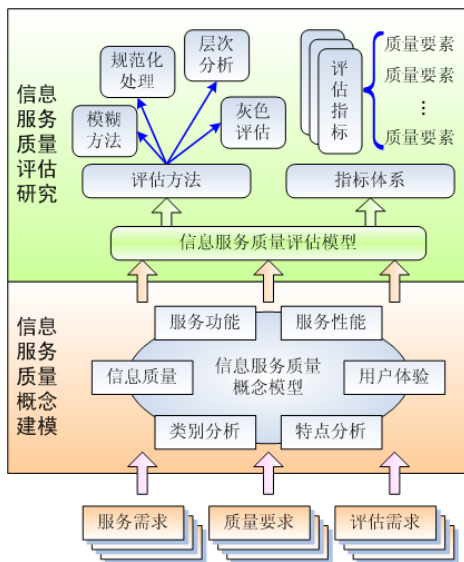 信息
服务
质量
评估
研究
规范化
处理
层次
分析
模糊
方法
灰色
评估
评估方法
评估指标
质量要素
质量要素
...
质量要素
指标体系
信息服务质量评估模型
信息
服务
质量
概念
建模
服务功能
服务性能
信息质量
信息服务质量
概念模型
用户体验
类别分析
特点分析
服务需求
质量要求
评估需求